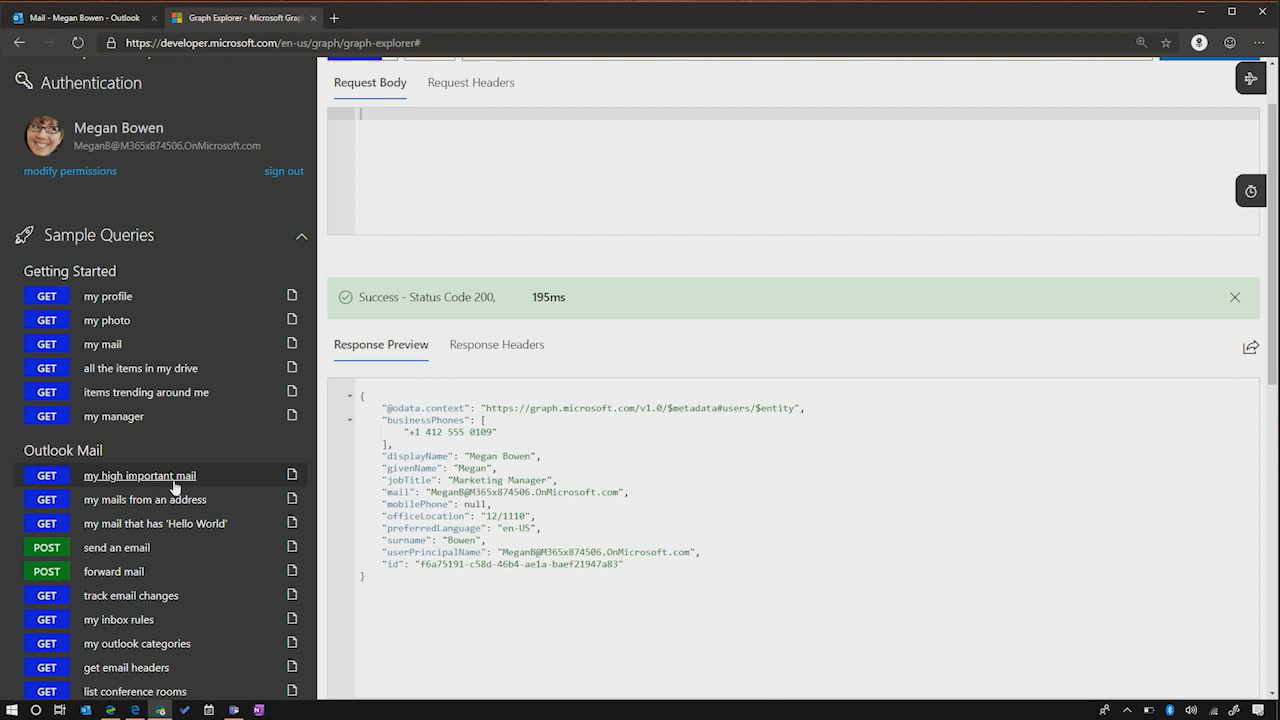 Mail - Megan Bowen - Outlook
Graph Explorer - Microsoft Grap
https://developer.microsoft.com/en-us/graph/graph-explorer#
Authentication
Megan Bowen
MeganB@M365x874506.OnMicrosoft.com
modify permissions
sign out
Sample Queries
Getting Started
GET my profile
GET my photo
GET my mail
GET all the items in my drive
GET items trending around me
GET my manager
Outlook Mail
GET my high important mail
GET my mails from an address
GET my mail that has 'Hello World'
POST send an email
POST forward mail
GET track email changes
GET my inbox rules
GET my outlook categories
GET get email headers
GET list conference rooms
Request Body
Request Headers
Success - Status Code 200, 195ms
Response Preview
Response Headers
{
"@odata.context": "https://graph.microsoft.com/v1.0/$metadata#users/$entity",
"businessPhones": [
"+1 412 555 0109"
],
"displayName": "Megan Bowen",
"givenName": "Megan",
"jobTitle": "Marketing Manager",
"mail": "MeganB@M365x874506.OnMicrosoft.com",
"mobilePhone": null,
"officeLocation": "12/1110",
"preferredLanguage": "en-US",
"surname": "Bowen",
"userPrincipalName": "MeganB@M365x874506.OnMicrosoft.com",
"id": "f6a75191-c58d-46b4-ae1a-baef21947a83"
}